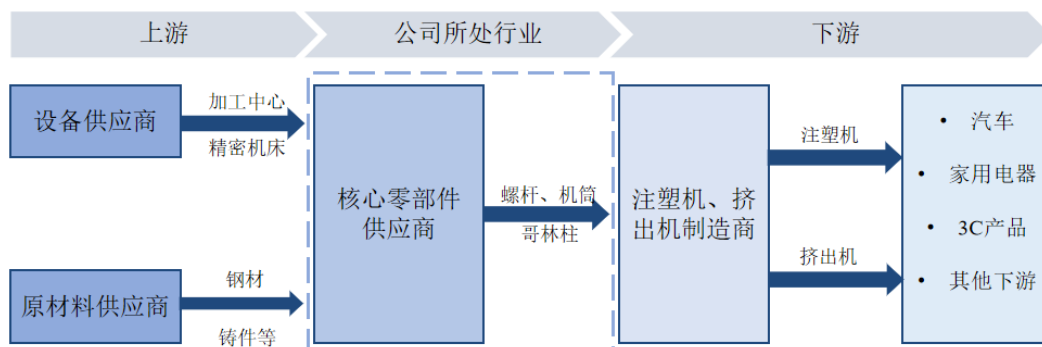 上游
公司所处行业
下游
设备供应商
加工中心
精密机床
原材料供应商
钢材
铸件等
核心零部件
供应商
螺杆、机筒
哥林柱
注塑机、挤
出机制造商
注塑机
挤出机
• 汽车
• 家用电器
• 3C产品
• 其他下游